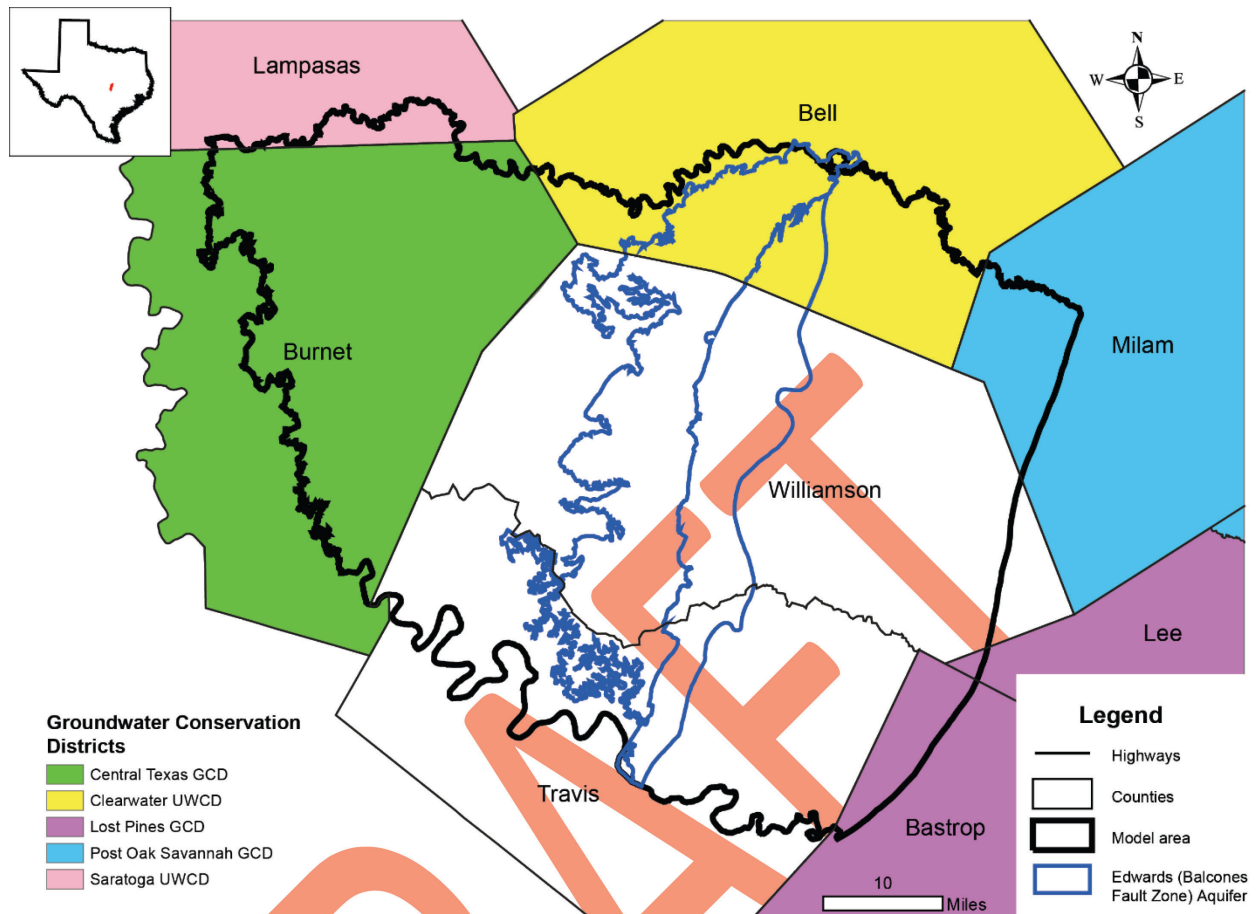 N
W E
S
Lampasas
Bell
Burnet
Milam
Williamson
Lee
Travis
Bastrop
Groundwater Conservation
Districts
Central Texas GCD
Clearwater UWCD
Lost Pines GCD
Post Oak Savannah GCD
Saratoga UWCD
10
Miles
Legend
Highways
Counties
Model area
Edwards (Balcones
Fault Zone) Aquifer
DRAFT